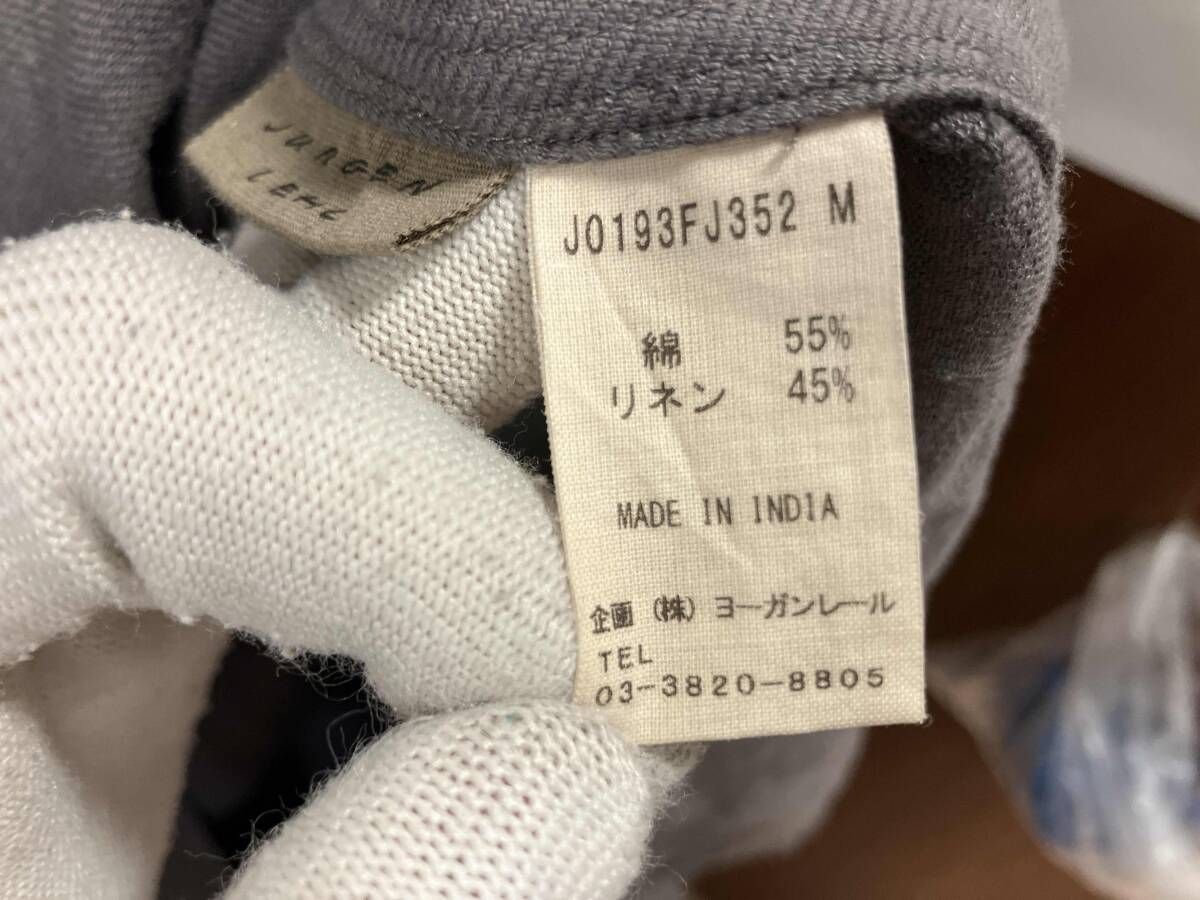 JURGEN
LEHL
J0193FJ352 M
綿 55%
リネン 45%
MADE IN INDIA
企画 (株) ヨーガンレール
TEL
03-3820-8805